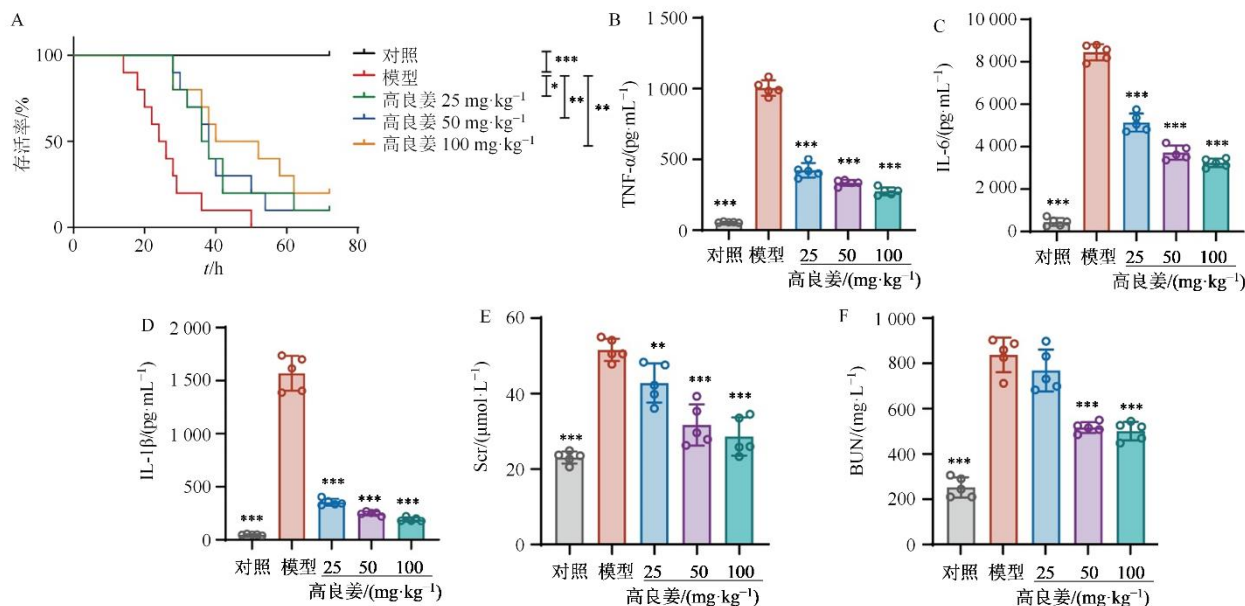 A
存活率/%
100
50
0
0
20
40
60
80
t/h
对照
模型
高良姜 25 mg·kg⁻¹
高良姜 50 mg·kg⁻¹
高良姜 100 mg·kg⁻¹
***
*
**
**
B
TNF-α/(pg·mL⁻¹)
1 500
1 000
500
0
***
***
***
***
对照
模型
25
50
100
高良姜/(mg·kg⁻¹)
C
IL-6/(pg·mL⁻¹)
10 000
8 000
6 000
4 000
2 000
0
***
***
***
***
对照
模型
25
50
100
高良姜/(mg·kg⁻¹)
D
IL-1β/(pg·mL⁻¹)
2 000
1 500
1 000
500
0
***
***
***
***
对照
模型
25
50
100
高良姜/(mg·kg⁻¹)
E
Scr/(μmol·L⁻¹)
60
40
20
0
***
**
***
***
对照
模型
25
50
100
高良姜/(mg·kg⁻¹)
F
BUN/(mg·L⁻¹)
1 000
800
600
400
200
0
***
***
***
对照
模型
25
50
100
高良姜/(mg·kg⁻¹)